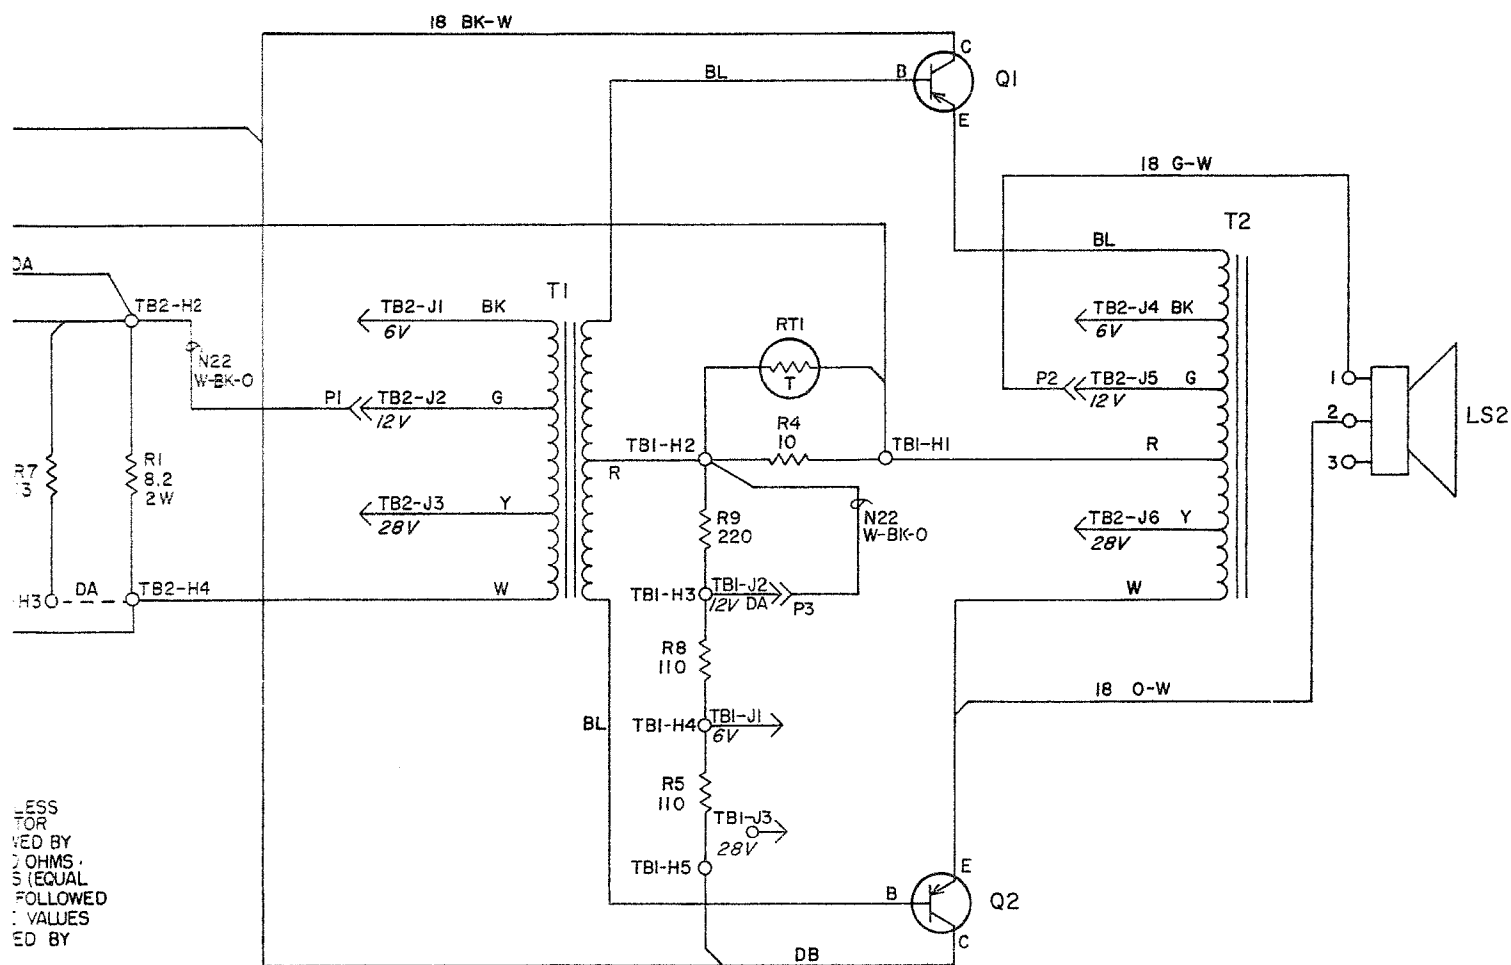 18 BK-W
C
B
Q1
BL
E
18 G-W
T2
BL
DA
TB2-H2
T1
TB2-J1 BK
6V
TB2-J4 BK
6V
RT1
T
N22
W-BK-O
P1
TB2-J2 G
12V
P2
TB2-J5 G
12V
1
2
3
LS2
R4
10
TB1-H2
TB1-H1
R
R
R7
R1
8.2
2W
TB2-J3 Y
28V
R9
220
N22
W-BK-O
TB2-J6 Y
28V
H3
DA
TB2-H4
W
TB1-H3
TB1-J2
12V DA
P3
W
R8
110
18 O-W
BL
TB1-H4
TB1-J1
6V
R5
110
TB1-J3
28V
TB1-H5
LESS
TOR
WED BY
OHMS.
S (EQUAL
FOLLOWED
VALUES
ED BY
E
B
Q2
C
DB